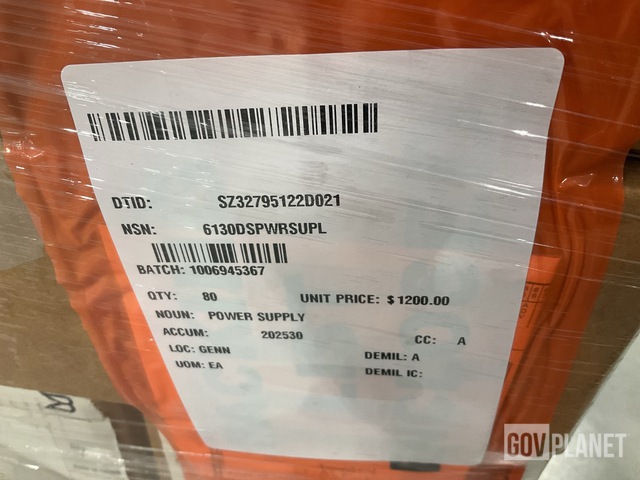 DTID: SZ32795122D021
NSN: 6130DSPWRSUPL
BATCH: 1006945367
QTY: 80 UNIT PRICE: $1200.00
NOUN: POWER SUPPLY
ACCUM: 202530 CC: A
LOC: GENN DEMIL: A
UOM: EA DEMIL IC:
GOVPLANET